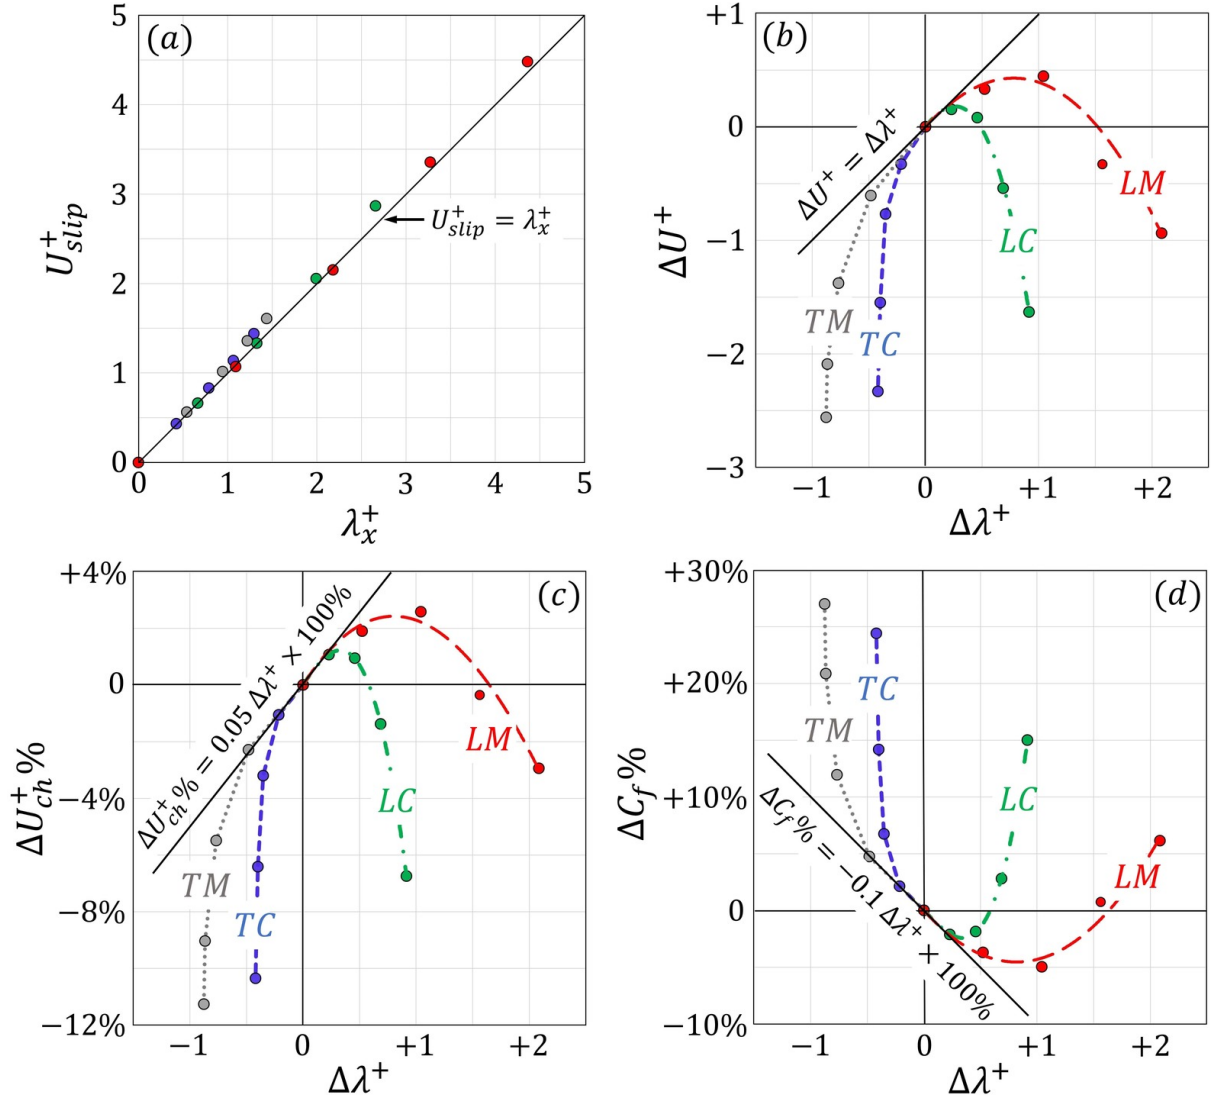 (a)
5
4
3
2
1
0
0 1 2 3 4 5
U⁺slip
λₓ⁺
U⁺slip = λₓ⁺
(b)
+1
0
−1
−2
−3
−1 0 +1 +2
ΔU⁺
Δλ⁺
ΔU⁺ = Δλ⁺
TM
TC
LC
LM
(c)
+4%
0
−4%
−8%
−12%
−1 0 +1 +2
ΔU⁺ch%
Δλ⁺
ΔU⁺ch% = 0.05 Δλ⁺ × 100%
TM
TC
LC
LM
(d)
+30%
+20%
+10%
0
−10%
−1 0 +1 +2
ΔCf%
Δλ⁺
ΔCf% = −0.1 Δλ⁺ × 100%
TM
TC
LC
LM